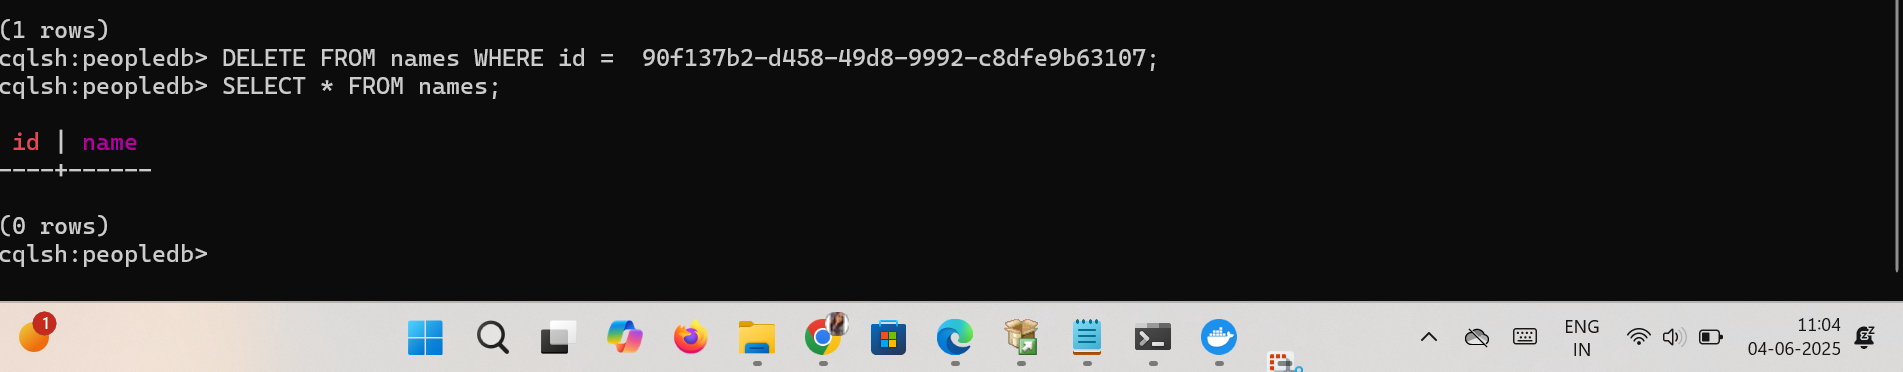 (1 rows)
cqlsh:peopledb> DELETE FROM names WHERE id =  90f137b2-d458-49d8-9992-c8dfe9b63107;
cqlsh:peopledb> SELECT * FROM names;
 id | name
----+------
(0 rows)
cqlsh:peopledb>
1
ENG
IN
11:04
04-06-2025